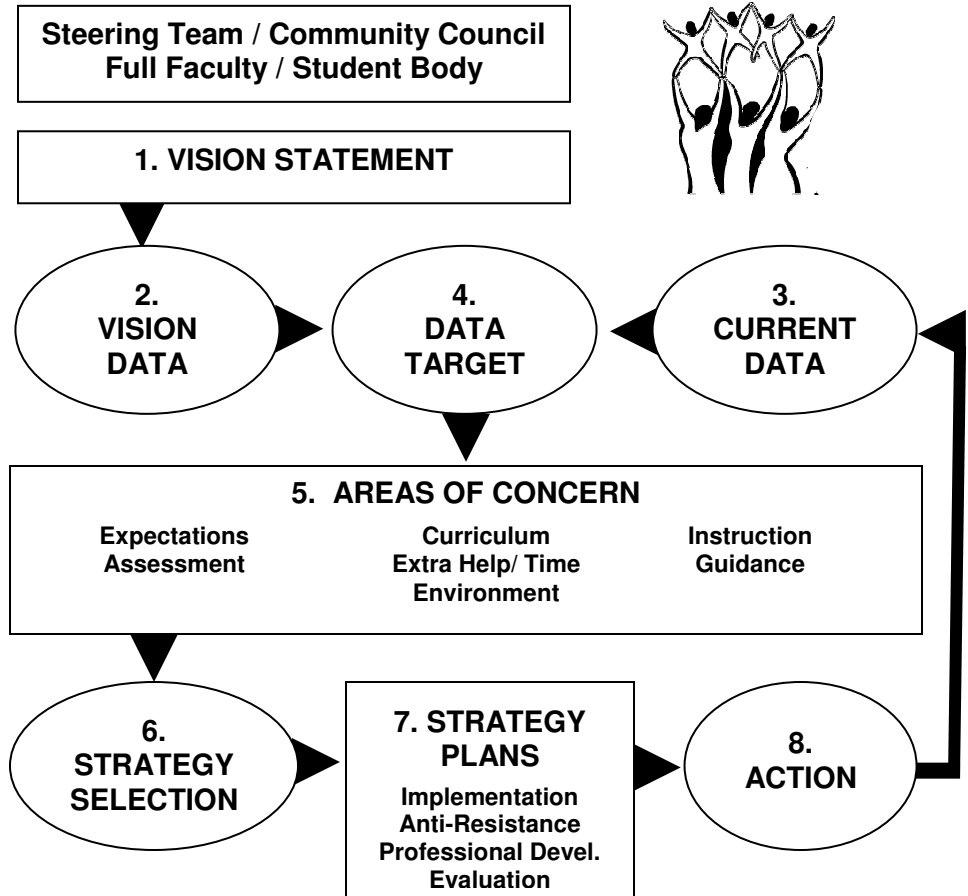 Steering Team / Community Council
Full Faculty / Student Body
1. VISION STATEMENT
2.
VISION
DATA
4.
DATA
TARGET
3.
CURRENT
DATA
5. AREAS OF CONCERN
Expectations
Assessment
Curriculum
Extra Help/ Time
Environment
Instruction
Guidance
6.
STRATEGY
SELECTION
7. STRATEGY
PLANS
Implementation
Anti-Resistance
Professional Devel.
Evaluation
8.
ACTION